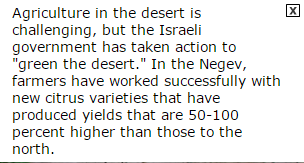 Agriculture in the desert is
challenging, but the Israeli
government has taken action to
"green the desert." In the Negev,
farmers have worked successfully with
new citrus varieties that have
produced yields that are 50-100
percent higher than those to the
north.
X